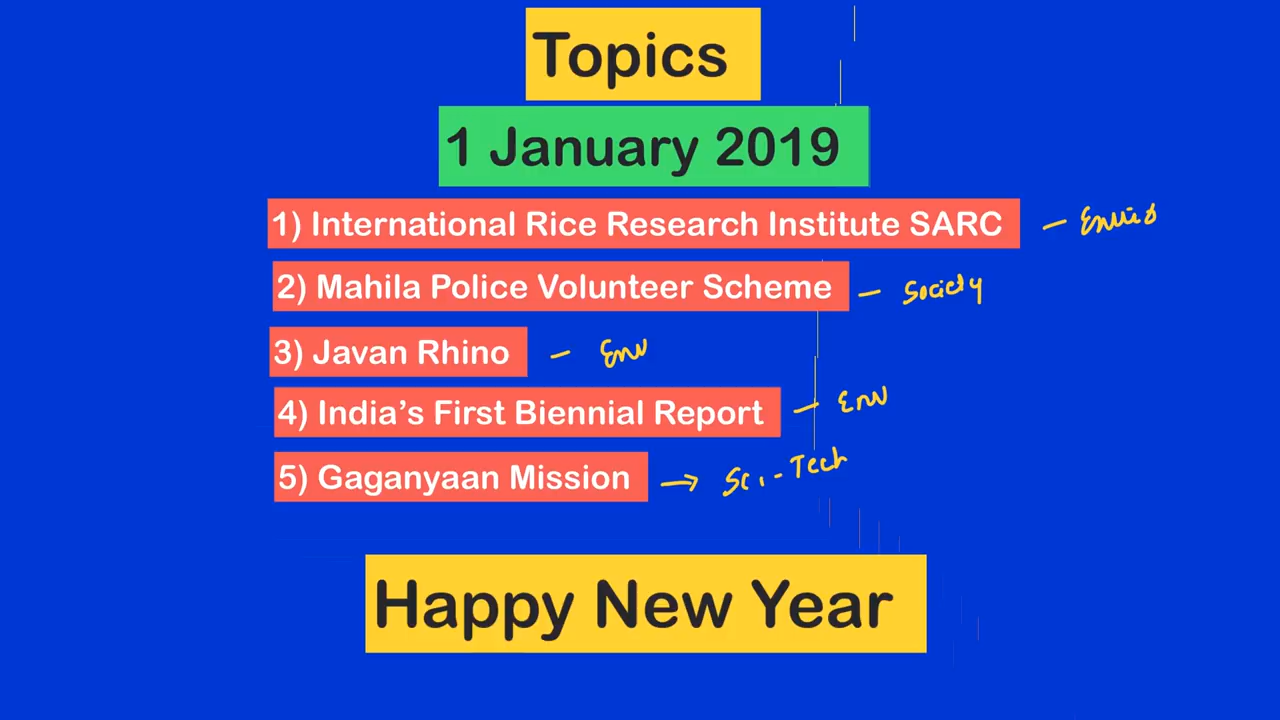 Topics
1 January 2019
1) International Rice Research Institute SARC —
2) Mahila Police Volunteer Scheme — Society
3) Javan Rhino — Env
4) India's First Biennial Report — Env
5) Gaganyaan Mission → Sci-Tech
Happy New Year